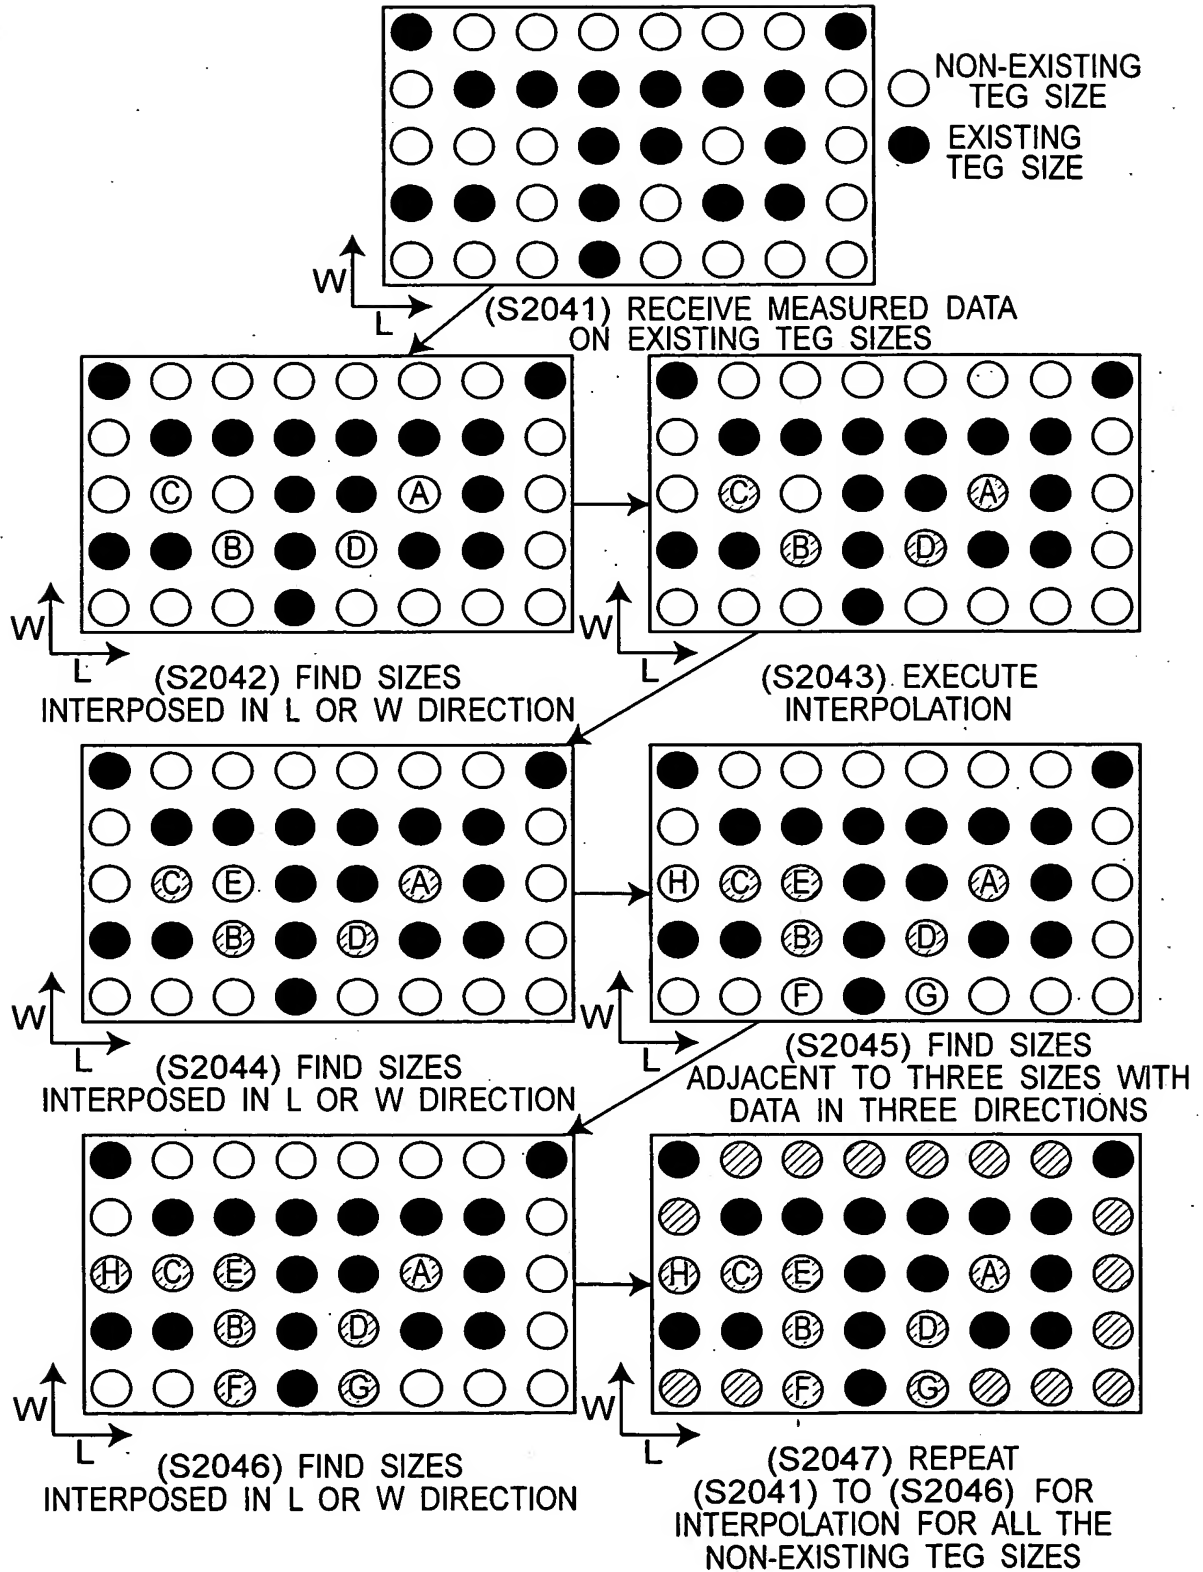 NON-EXISTING
TEG SIZE
EXISTING
TEG SIZE
W
L
(S2041) RECEIVE MEASURED DATA
ON EXISTING TEG SIZES
C
A
B
D
W
L
(S2042) FIND SIZES
INTERPOSED IN L OR W DIRECTION
C
A
B
D
W
L
(S2043) EXECUTE
INTERPOLATION
C
E
A
B
D
W
L
(S2044) FIND SIZES
INTERPOSED IN L OR W DIRECTION
H
C
E
A
B
D
F
G
W
L
(S2045) FIND SIZES
ADJACENT TO THREE SIZES WITH
DATA IN THREE DIRECTIONS
H
C
E
A
B
D
F
G
W
L
(S2046) FIND SIZES
INTERPOSED IN L OR W DIRECTION
H
C
E
A
B
D
F
G
W
L
(S2047) REPEAT
(S2041) TO (S2046) FOR
INTERPOLATION FOR ALL THE
NON-EXISTING TEG SIZES